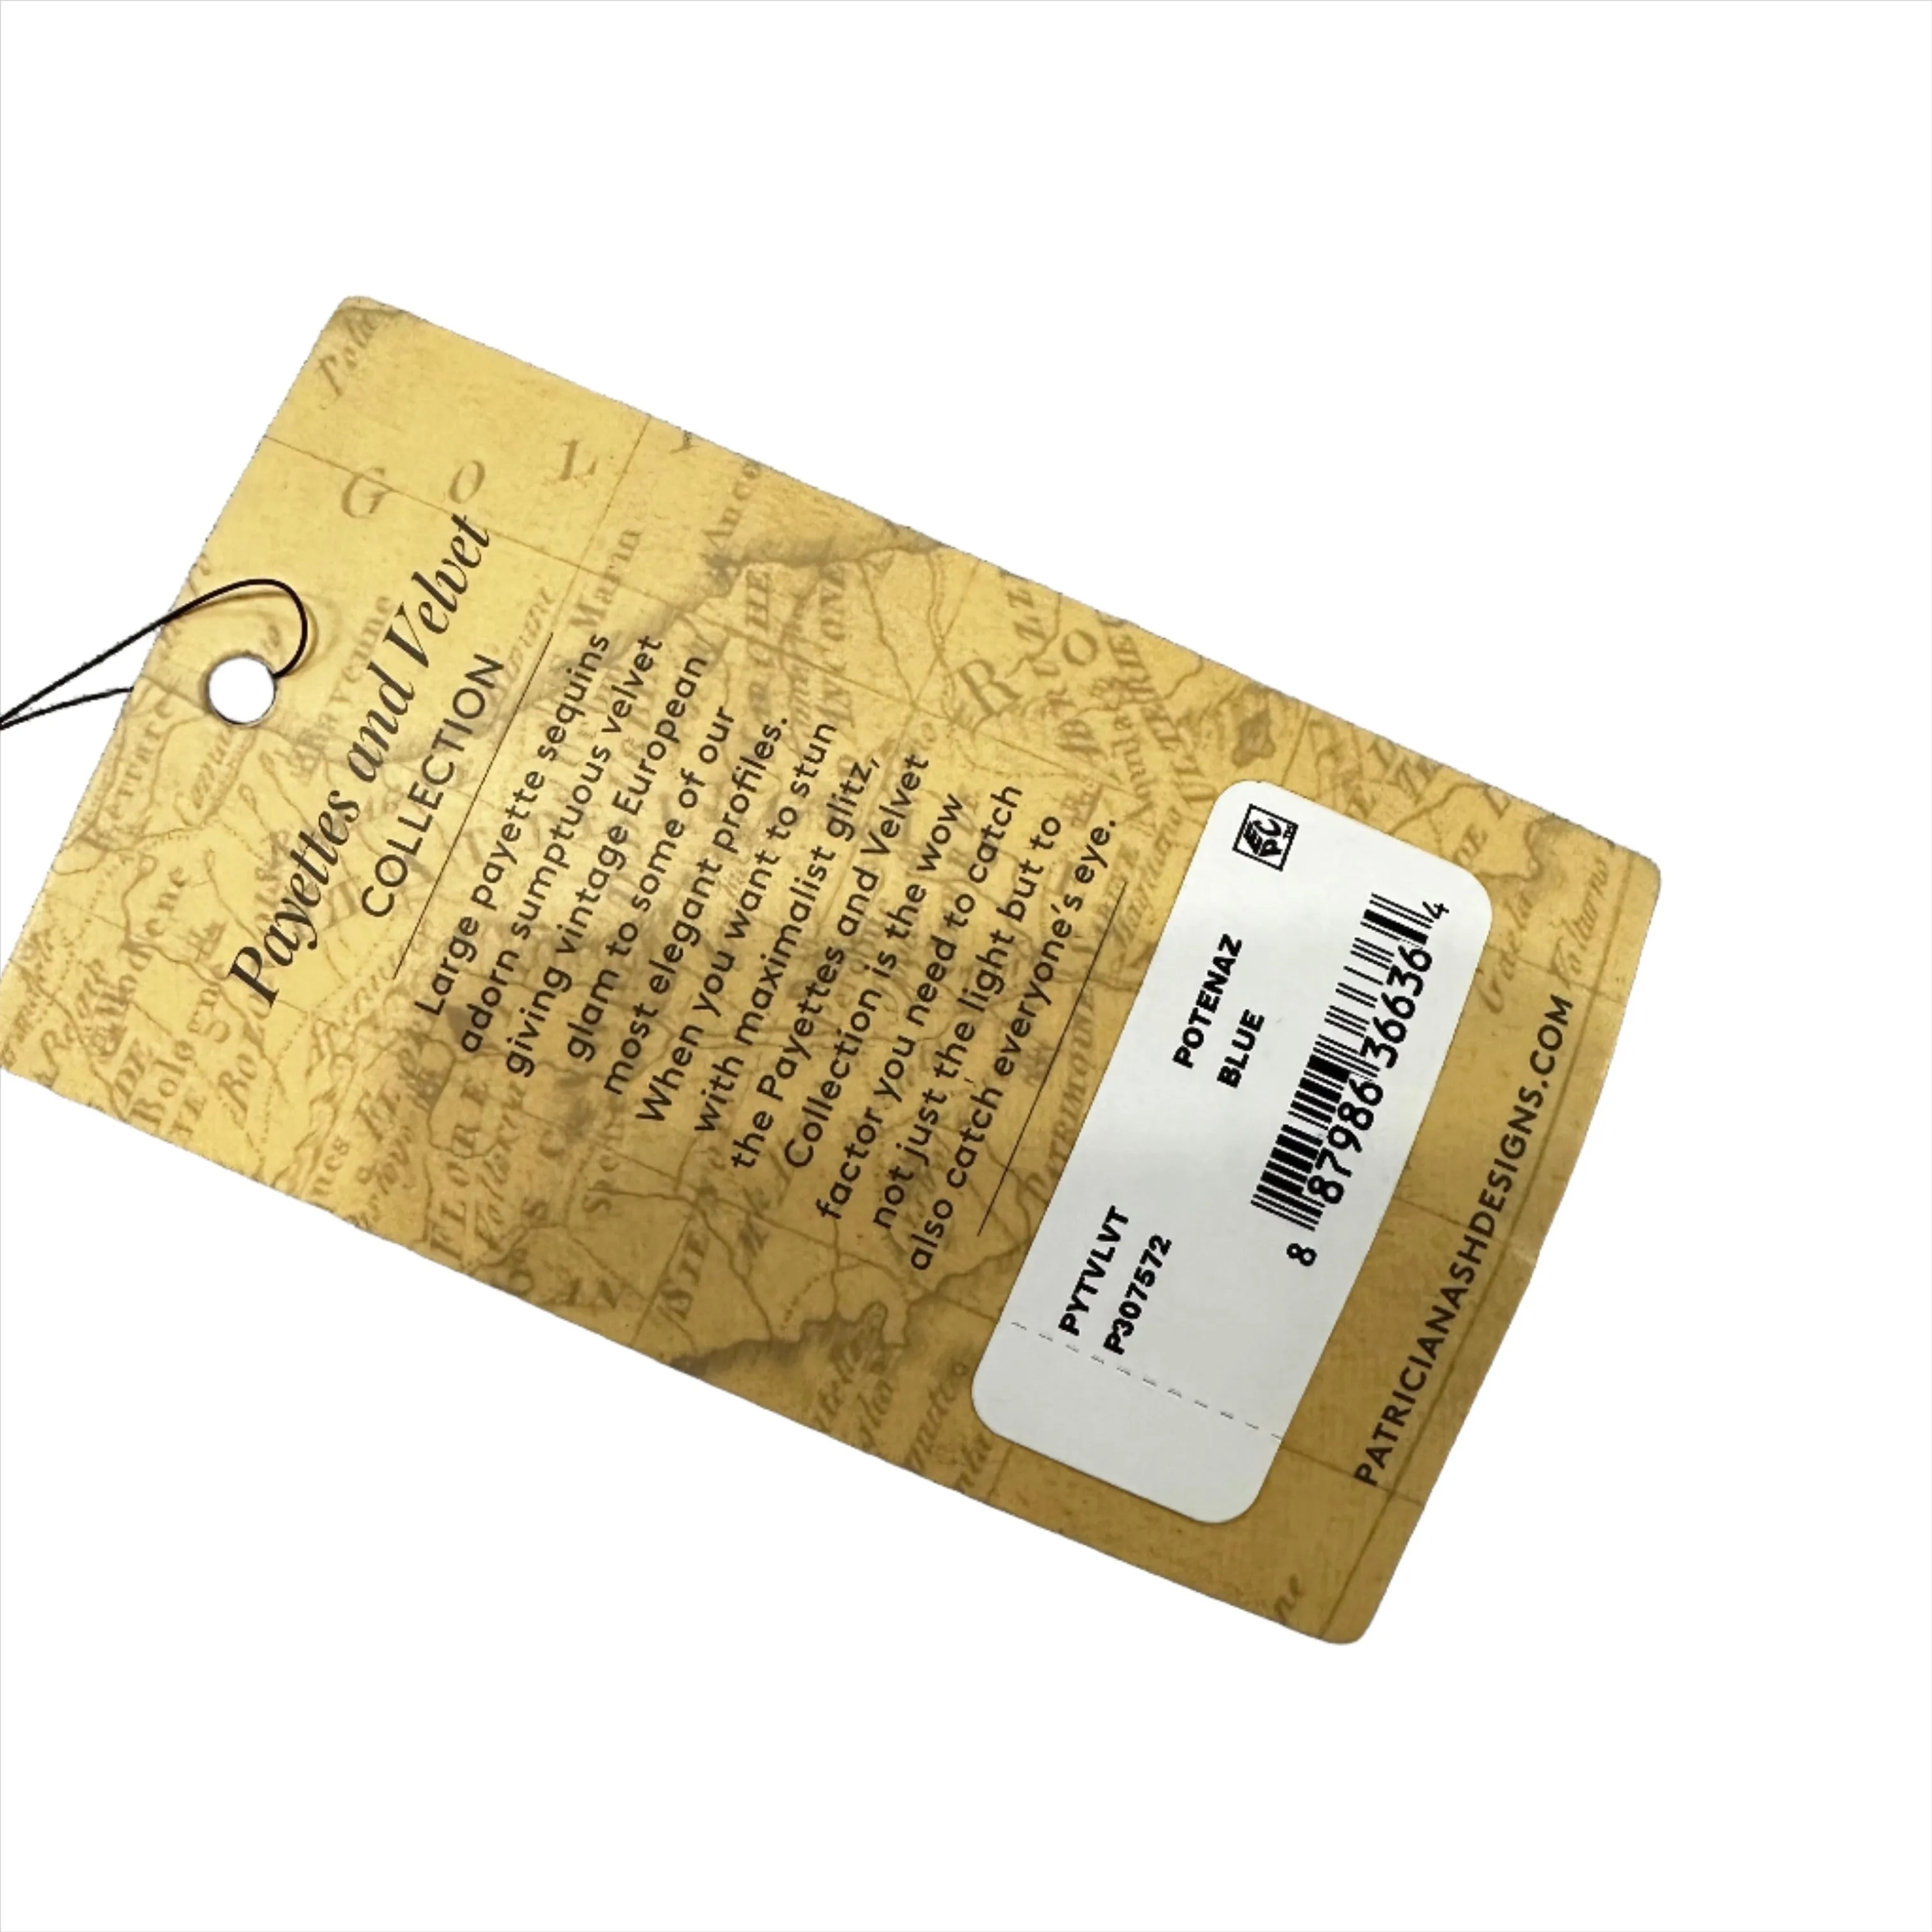 Payettes and Velvet
COLLECTION
Large payette sequins
adorn sumptuous velvet
giving vintage European
glam to some of our
most elegant profiles.
When you want to stun
with maximalist glitz,
the Payettes and Velvet
Collection is the wow
factor you need to catch
not just the light but to
also catch everyone's eye.
PYTVLVT POTENAZ
P307572 BLUE
8 87986 36636 4
PATRICIANASHDESIGNS.COM